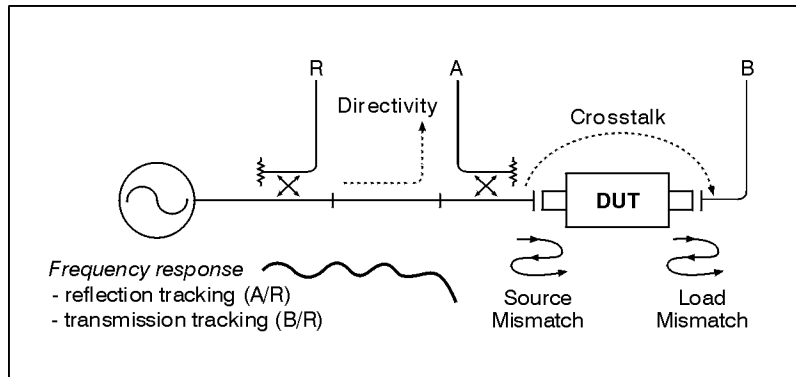 R
A
B
Directivity
Crosstalk
DUT
Frequency response
- reflection tracking (A/R)
- transmission tracking (B/R)
Source
Mismatch
Load
Mismatch